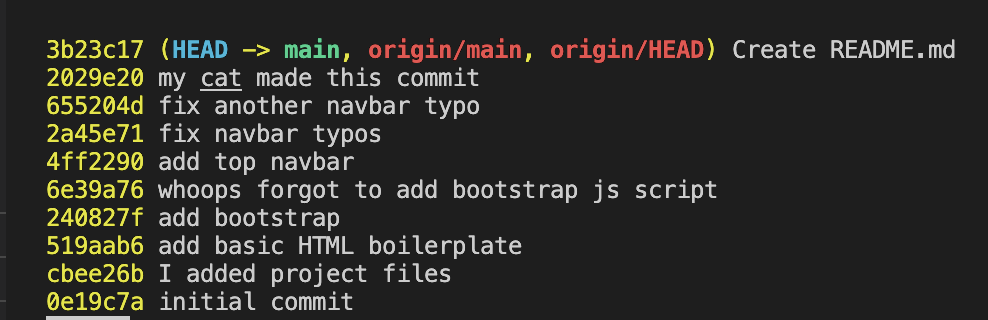 3b23c17 (HEAD -> main, origin/main, origin/HEAD) Create README.md
2029e20 my cat made this commit
655204d fix another navbar typo
2a45e71 fix navbar typos
4ff2290 add top navbar
6e39a76 whoops forgot to add bootstrap js script
240827f add bootstrap
519aab6 add basic HTML boilerplate
cbee26b I added project files
0e19c7a initial commit